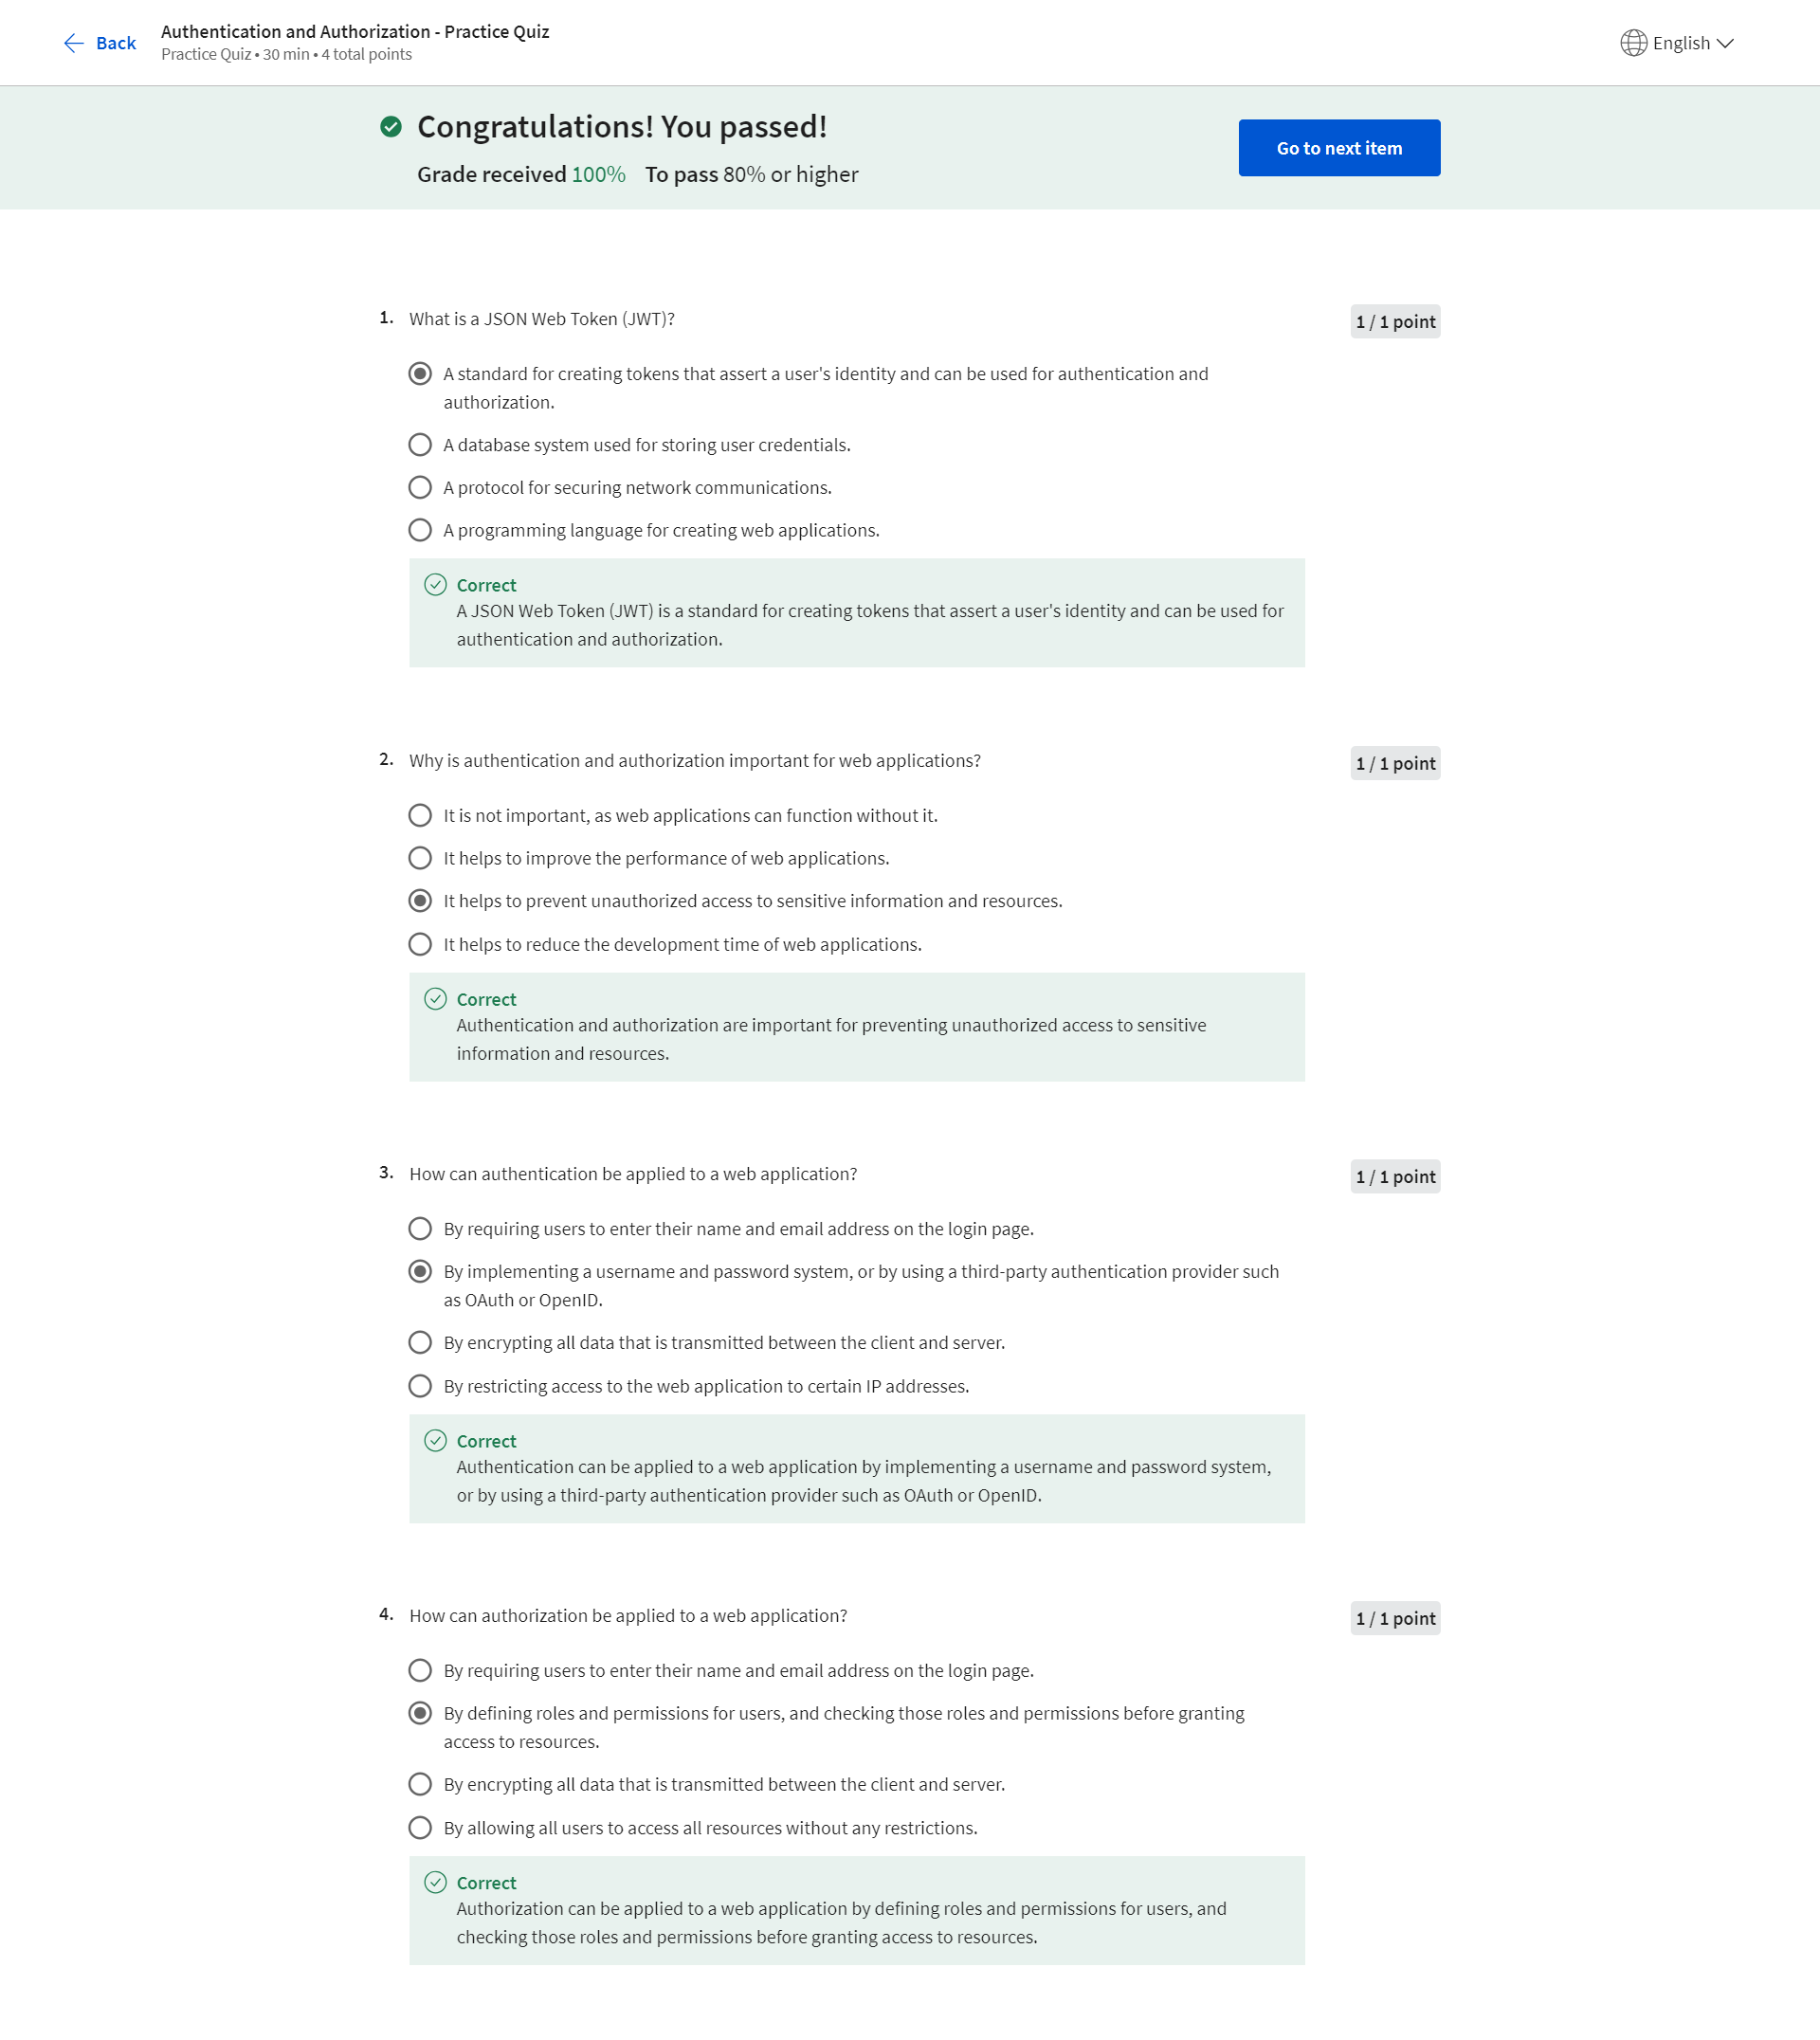 Back
Authentication and Authorization - Practice Quiz
Practice Quiz • 30 min • 4 total points
English
Congratulations! You passed!
Grade received 100% To pass 80% or higher
Go to next item
1. What is a JSON Web Token (JWT)?
1 / 1 point
A standard for creating tokens that assert a user's identity and can be used for authentication and
authorization.
A database system used for storing user credentials.
A protocol for securing network communications.
A programming language for creating web applications.
Correct
A JSON Web Token (JWT) is a standard for creating tokens that assert a user's identity and can be used for
authentication and authorization.
2. Why is authentication and authorization important for web applications?
1 / 1 point
It is not important, as web applications can function without it.
It helps to improve the performance of web applications.
It helps to prevent unauthorized access to sensitive information and resources.
It helps to reduce the development time of web applications.
Correct
Authentication and authorization are important for preventing unauthorized access to sensitive
information and resources.
3. How can authentication be applied to a web application?
1 / 1 point
By requiring users to enter their name and email address on the login page.
By implementing a username and password system, or by using a third-party authentication provider such
as OAuth or OpenID.
By encrypting all data that is transmitted between the client and server.
By restricting access to the web application to certain IP addresses.
Correct
Authentication can be applied to a web application by implementing a username and password system,
or by using a third-party authentication provider such as OAuth or OpenID.
4. How can authorization be applied to a web application?
1 / 1 point
By requiring users to enter their name and email address on the login page.
By defining roles and permissions for users, and checking those roles and permissions before granting
access to resources.
By encrypting all data that is transmitted between the client and server.
By allowing all users to access all resources without any restrictions.
Correct
Authorization can be applied to a web application by defining roles and permissions for users, and
checking those roles and permissions before granting access to resources.